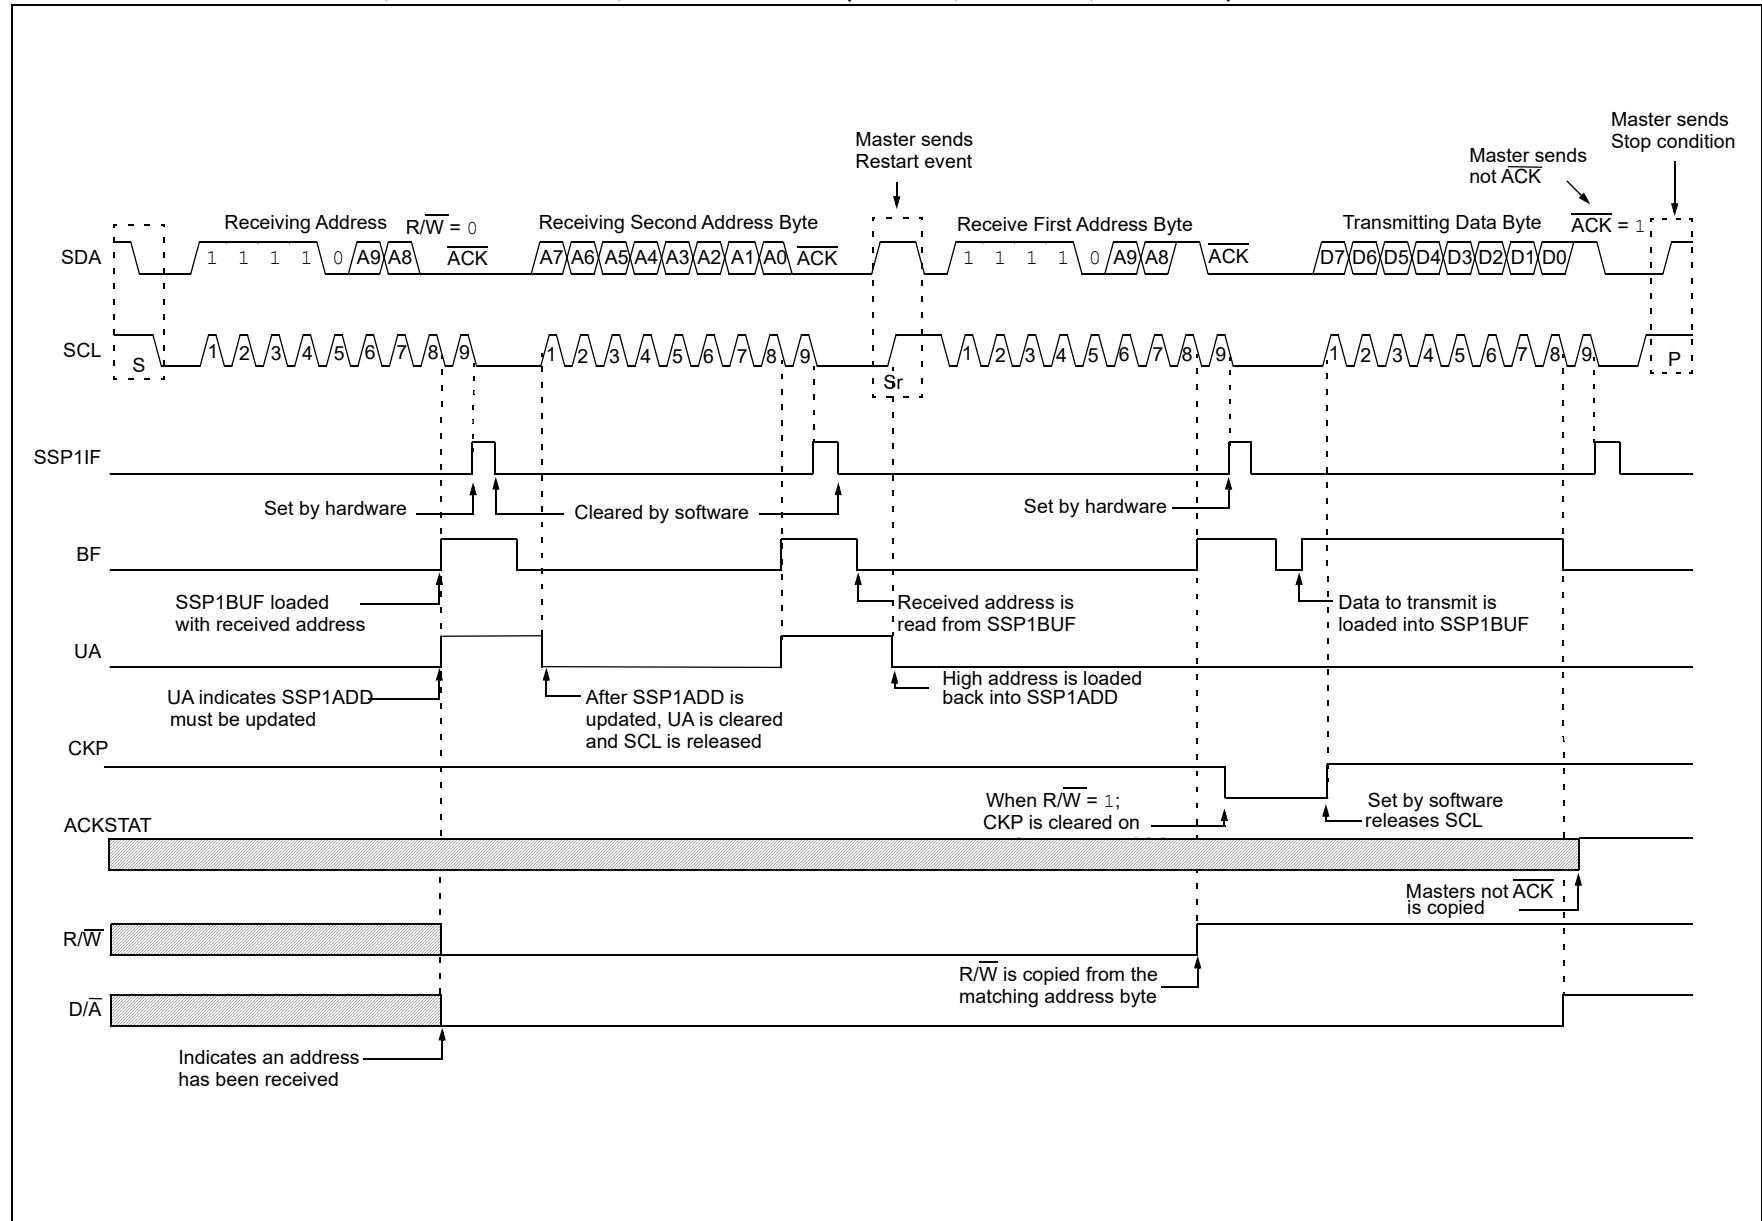 Master sends
Restart event
Master sends
not ACK
Master sends
Stop condition
Receiving Address R/W = 0
Receiving Second Address Byte
Receive First Address Byte
Transmitting Data Byte
ACK = 1
SDA 1 1 1 1 0 A9 A8 ACK A7 A6 A5 A4 A3 A2 A1 A0 ACK 1 1 1 1 0 A9 A8 ACK D7 D6 D5 D4 D3 D2 D1 D0
SCL S 1 2 3 4 5 6 7 8 9 1 2 3 4 5 6 7 8 9 Sr 1 2 3 4 5 6 7 8 9 1 2 3 4 5 6 7 8 9 P
SSP1IF
Set by hardware
Cleared by software
Set by hardware
BF
SSP1BUF loaded
with received address
Received address is
read from SSP1BUF
Data to transmit is
loaded into SSP1BUF
UA
UA indicates SSP1ADD
must be updated
After SSP1ADD is
updated, UA is cleared
and SCL is released
High address is loaded
back into SSP1ADD
CKP
When R/W = 1;
CKP is cleared on
Set by software
releases SCL
ACKSTAT
Masters not ACK
is copied
R/W
R/W is copied from the
matching address byte
D/A
Indicates an address
has been received